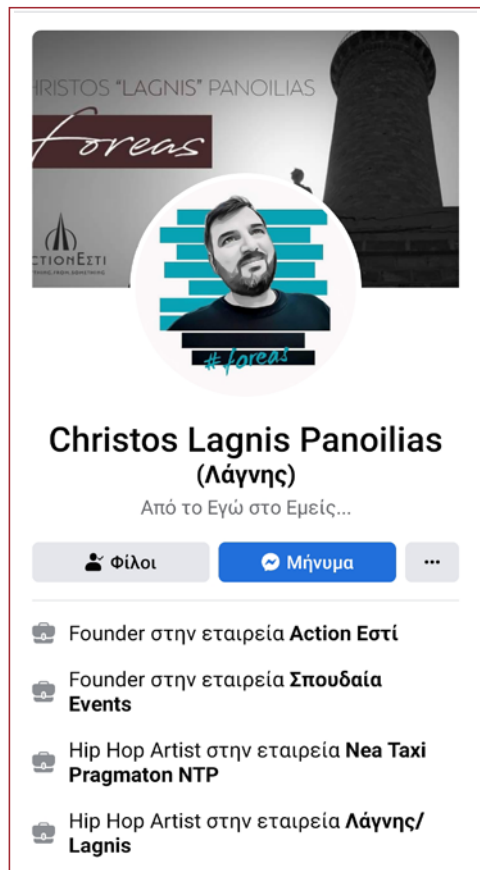 HRISTOS "LAGNIS" PANOILIAS
foreas
CTIONΕΣΤΙ
#foreas
Christos Lagnis Panoilias
(Λάγνης)
Από το Εγώ στο Εμείς...
Φίλοι
Μήνυμα
Founder στην εταιρεία Action Εστί
Founder στην εταιρεία Σπουδαία
Events
Hip Hop Artist στην εταιρεία Nea Taxi
Pragmaton NTP
Hip Hop Artist στην εταιρεία Λάγνης/
Lagnis